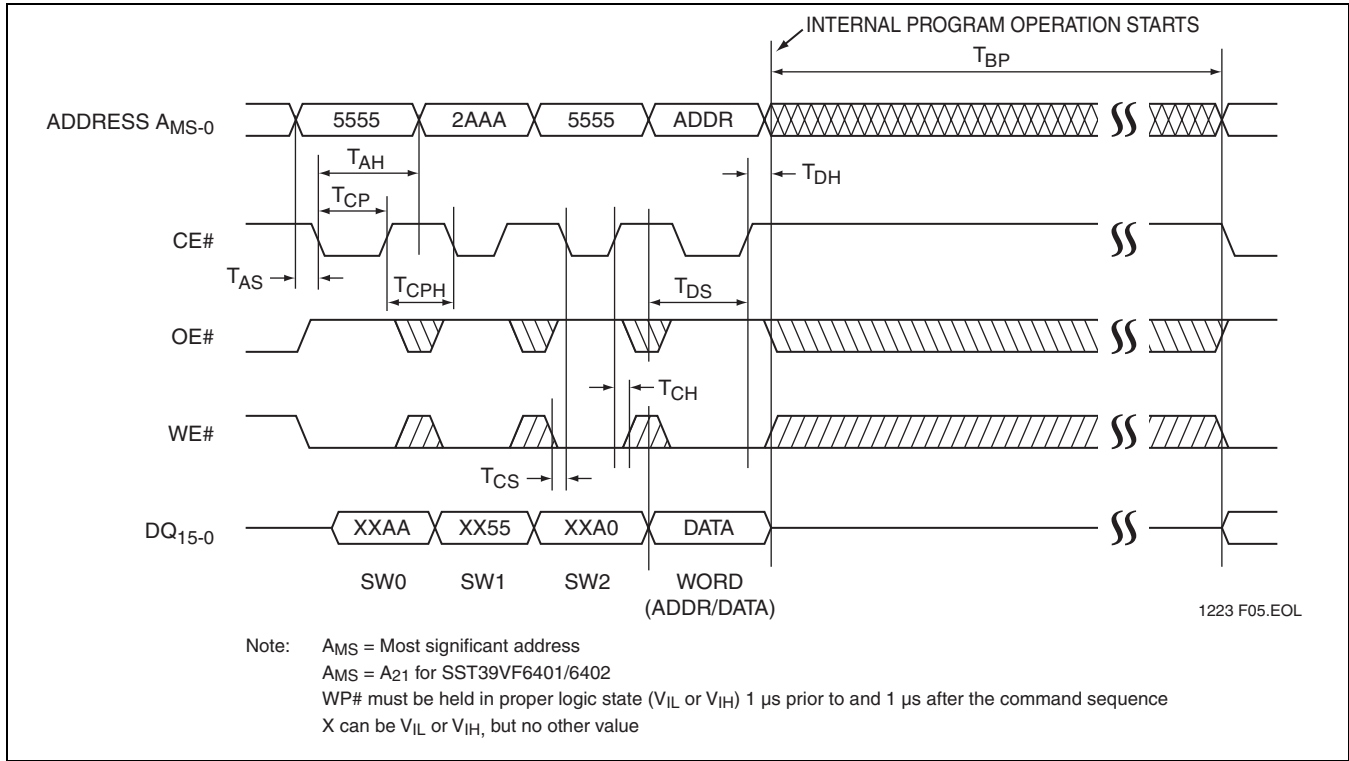 INTERNAL PROGRAM OPERATION STARTS
TBP
ADDRESS AMS-0
5555
2AAA
5555
ADDR
TAH
TDH
TCP
CE#
TAS
TCPH
TDS
OE#
TCH
WE#
TCS
DQ15-0
XXAA
XX55
XXA0
DATA
SW0
SW1
SW2
WORD
(ADDR/DATA)
1223 F05.EOL
Note: AMS = Most significant address
AMS = A21 for SST39VF6401/6402
WP# must be held in proper logic state (VIL or VIH) 1 µs prior to and 1 µs after the command sequence
X can be VIL or VIH, but no other value